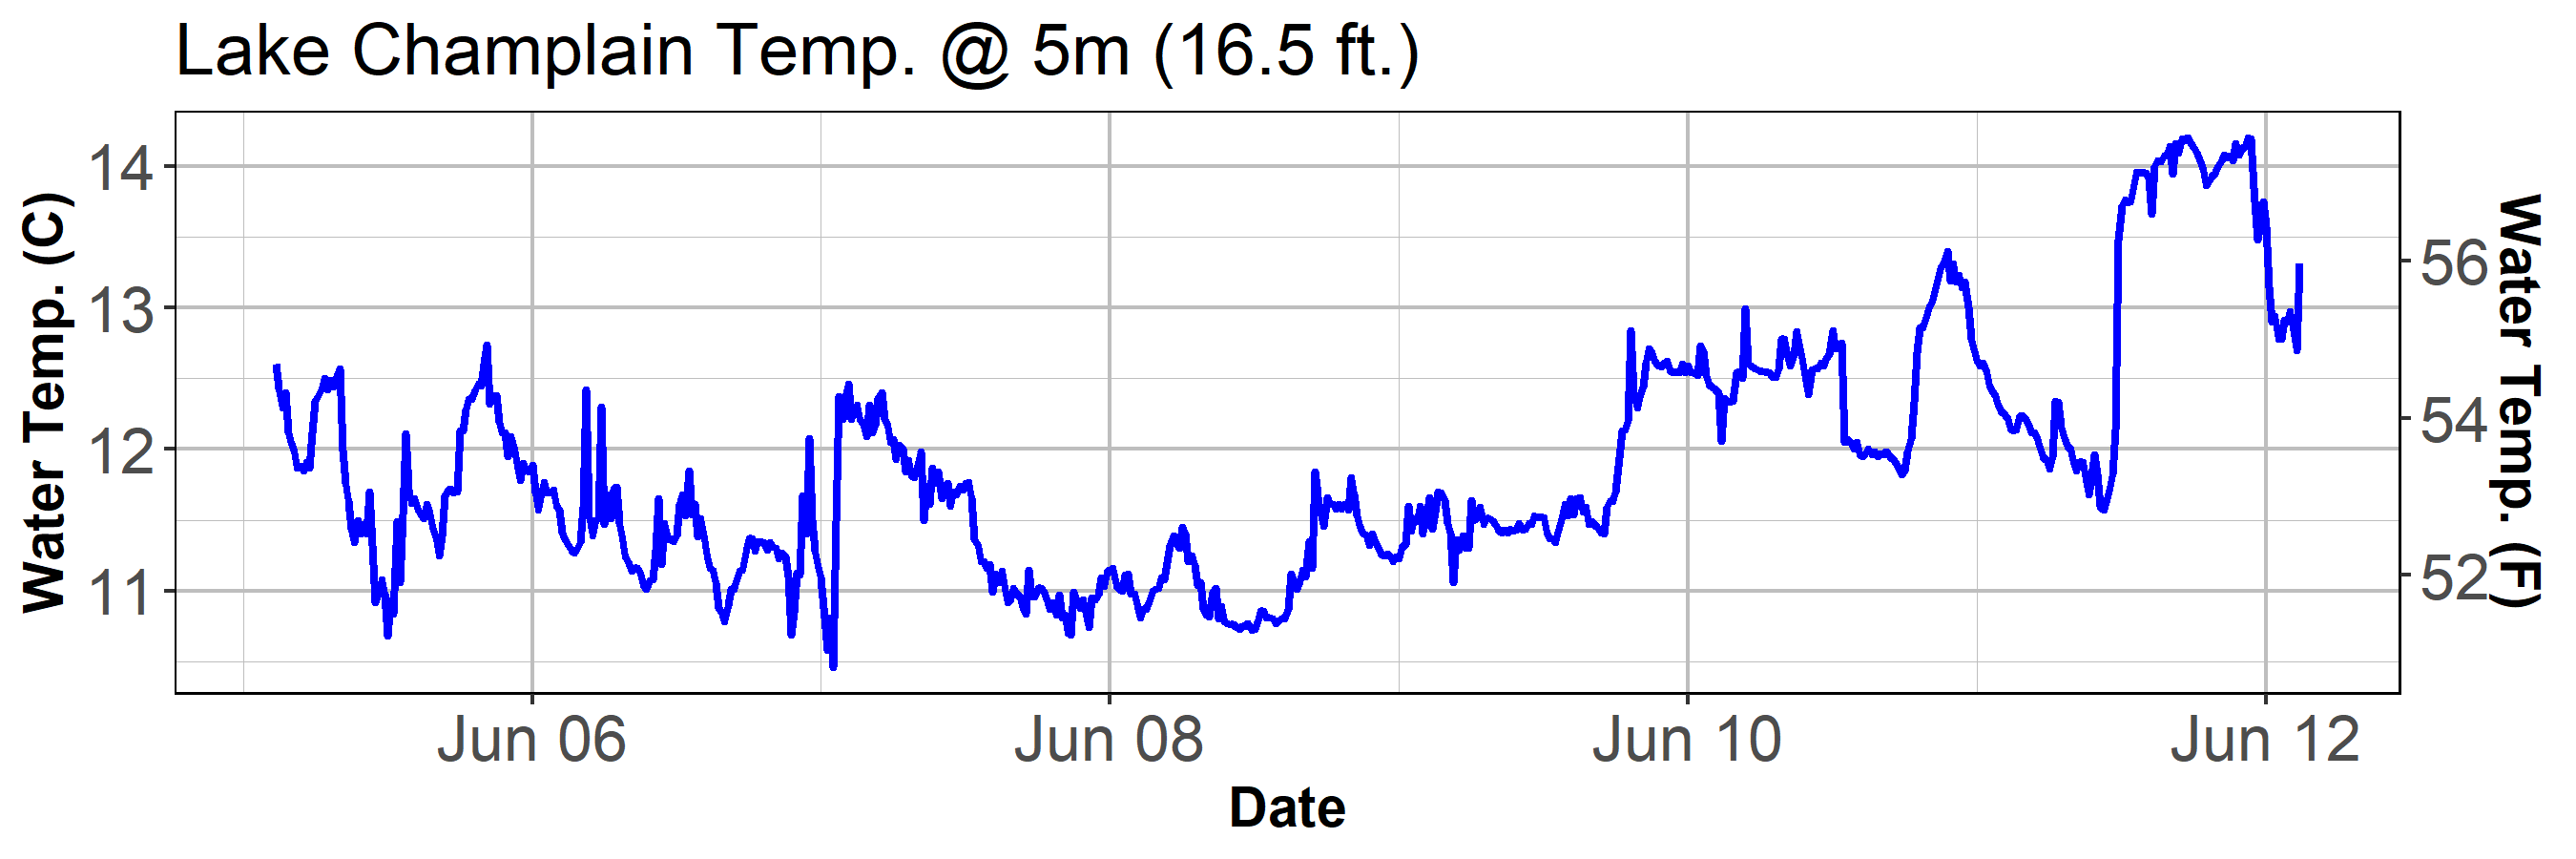 Lake Champlain Temp. @ 5m (16.5 ft.)
Water Temp. (C)
14
13
12
11
56
54
52
Water Temp. (F)
Jun 06 Jun 08 Jun 10 Jun 12
Date